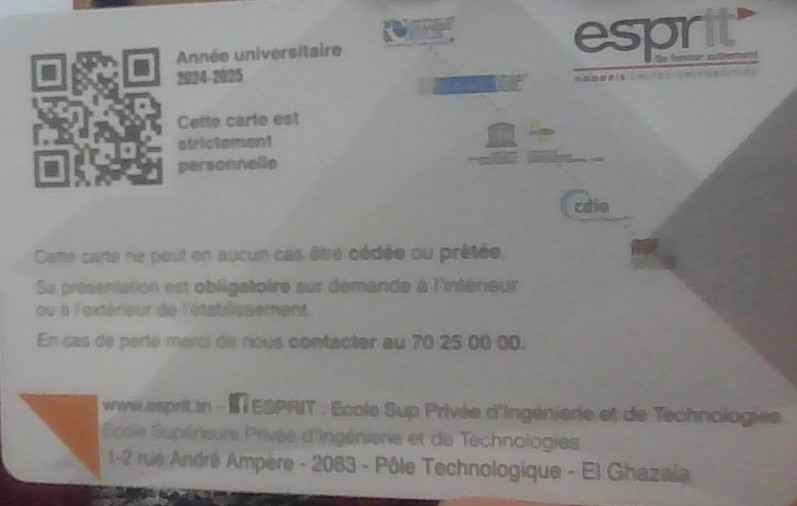 esprit
Se former autrement
HONORIS UNITED UNIVERSITIES
Année universitaire
2024-2025
Cette carte est
strictement
personnelle
cdio
Cette carte ne peut en aucun cas être cédée ou prêtée.
Sa présentation est obligatoire sur demande à l'intérieur
ou à l'extérieur de l'établissement.
En cas de perte merci de nous contacter au 70 25 00 00.
www.esprit.tn - ESPRIT : Ecole Sup Privée d'Ingénierie et de Technologies
Ecole Supérieure Privée d'Ingénierie et de Technologies
1-2 rue André Ampère - 2083 - Pôle Technologique - El Ghazala